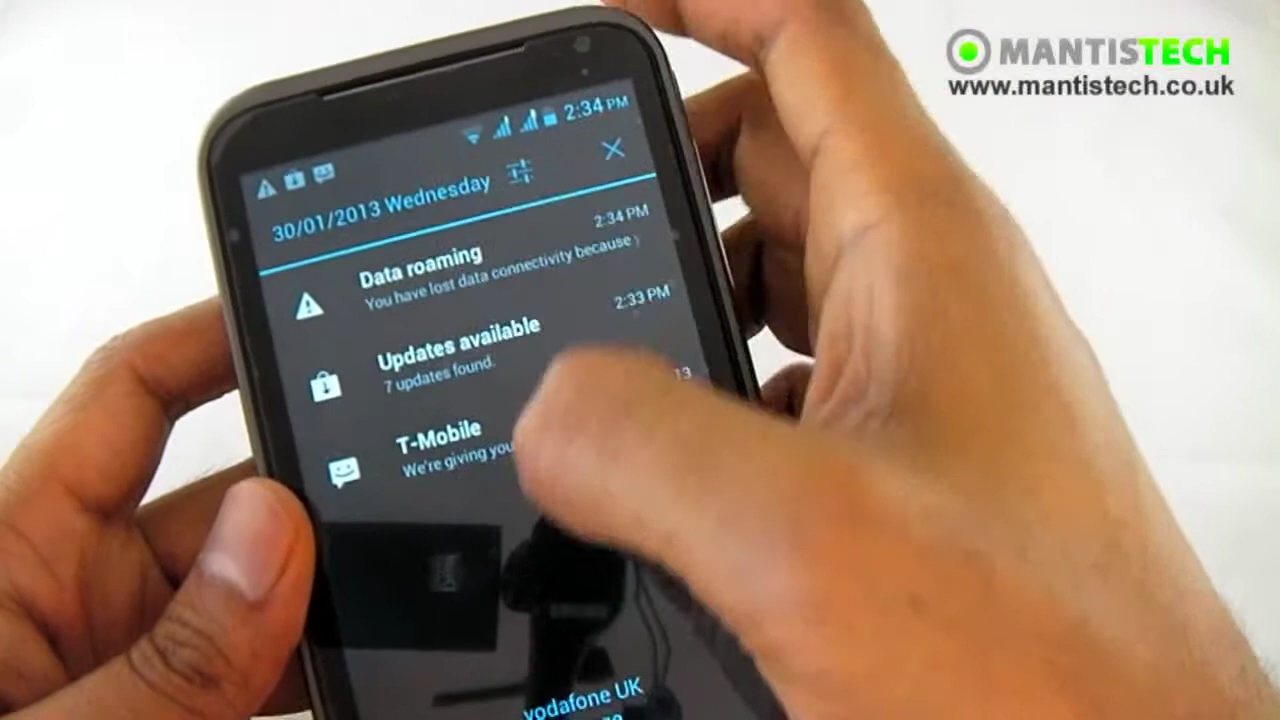 MANTISTECH
www.mantistech.co.uk
2:34 PM
30/01/2013 Wednesday
Data roaming
2:34 PM
You have lost data connectivity because
Updates available
2:33 PM
7 updates found.
T-Mobile
13
We're giving you
vodafone UK